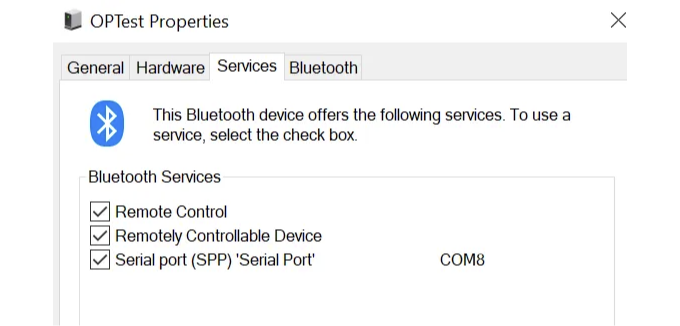 OPTest Properties
General Hardware Services Bluetooth
This Bluetooth device offers the following services. To use a
service, select the check box.
Bluetooth Services
Remote Control
Remotely Controllable Device
Serial port (SPP) 'Serial Port' COM8